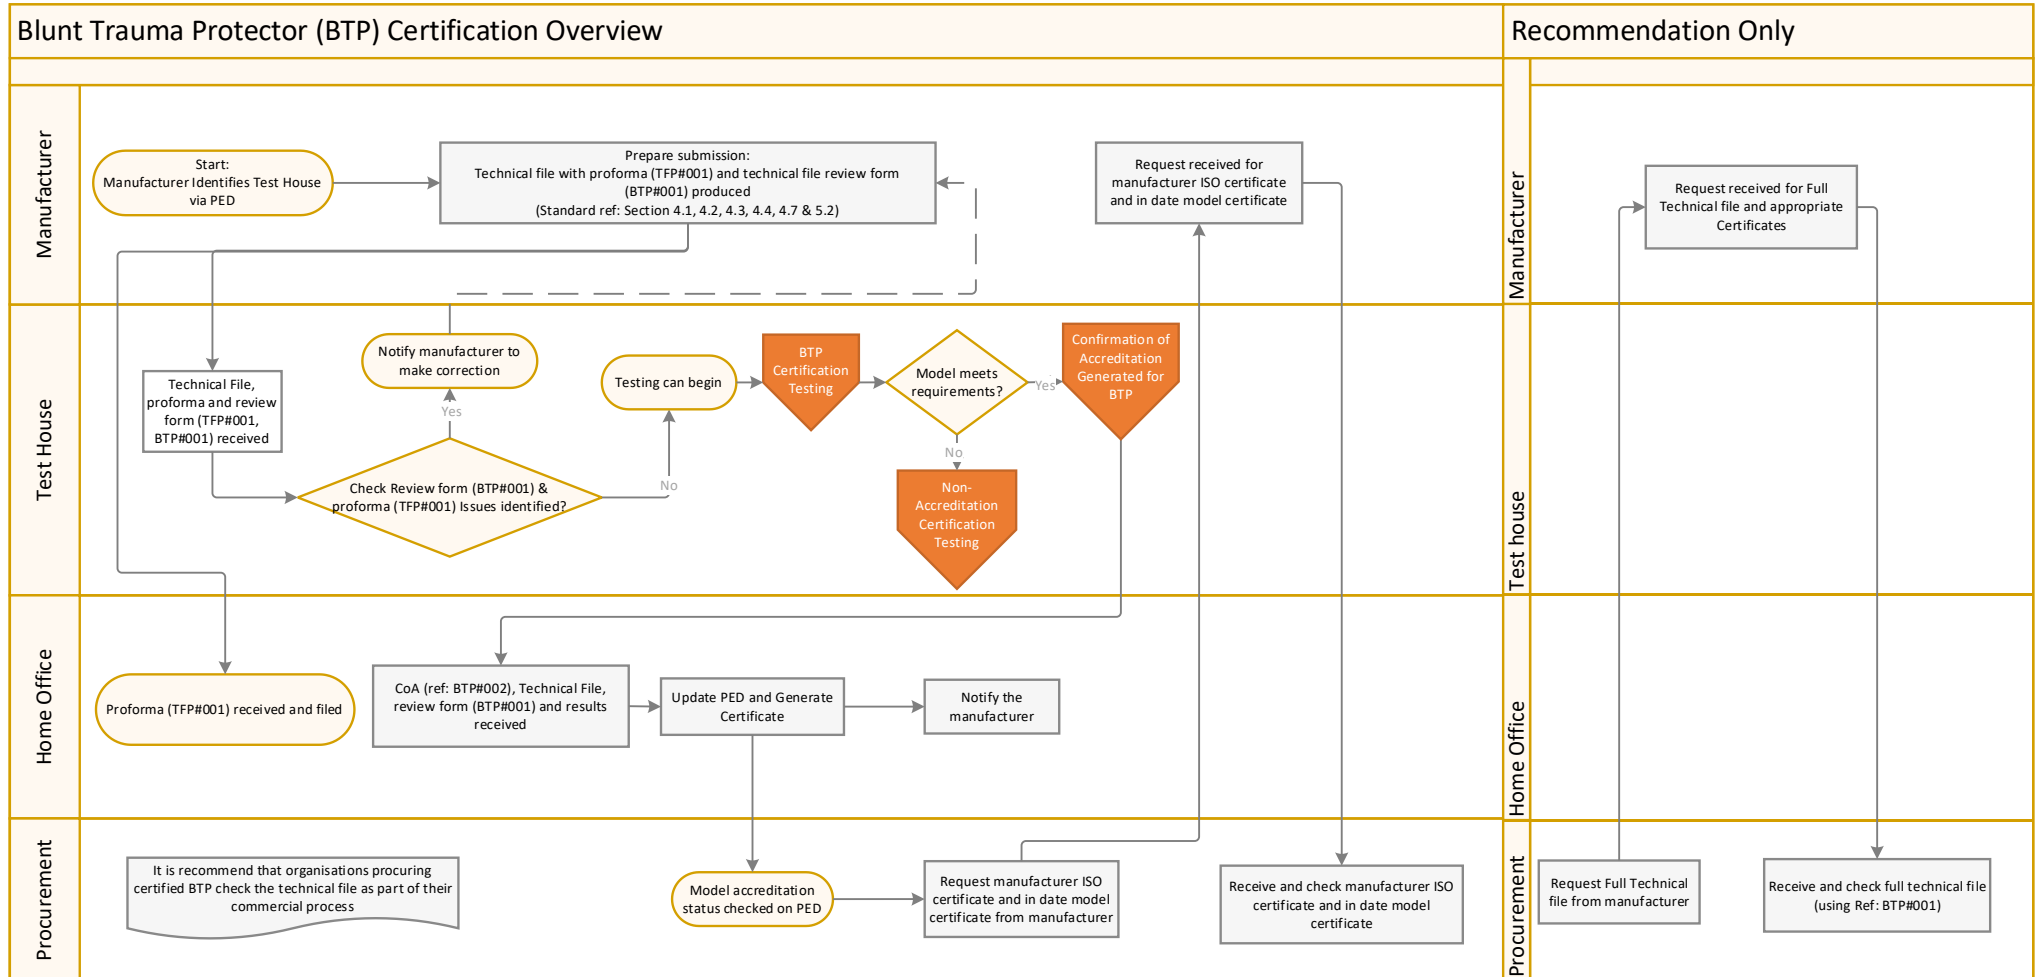 Blunt Trauma Protector (BTP) Certification Overview
Recommendation Only
Manufacturer
Start:
Manufacturer Identifies Test House
via PED
Prepare submission:
Technical file with proforma (TFP#001) and technical file review form
(BTP#001) produced
(Standard ref: Section 4.1, 4.2, 4.3, 4.4, 4.7 & 5.2)
Request received for
manufacturer ISO certificate
and in date model certificate
Manufacturer
Request received for Full
Technical file and appropriate
Certificates
Test House
Technical File,
proforma and review
form (TFP#001,
BTP#001) received
Notify manufacturer to
make correction
Yes
Check Review form (BTP#001) &
proforma (TFP#001) Issues identified?
No
Testing can begin
BTP
Certification
Testing
Model meets
requirements?
Yes
No
Confirmation of
Accreditation
Generated for
BTP
Non-
Accreditation
Certification
Testing
Test house
Home Office
Proforma (TFP#001) received and filed
CoA (ref: BTP#002), Technical File,
review form (BTP#001) and results
received
Update PED and Generate
Certificate
Notify the
manufacturer
Home Office
Procurement
It is recommend that organisations procuring
certified BTP check the technical file as part of their
commercial process
Model accreditation
status checked on PED
Request manufacturer ISO
certificate and in date model
certificate from manufacturer
Receive and check manufacturer ISO
certificate and in date model
certificate
Procurement
Request Full Technical
file from manufacturer
Receive and check full technical file
(using Ref: BTP#001)